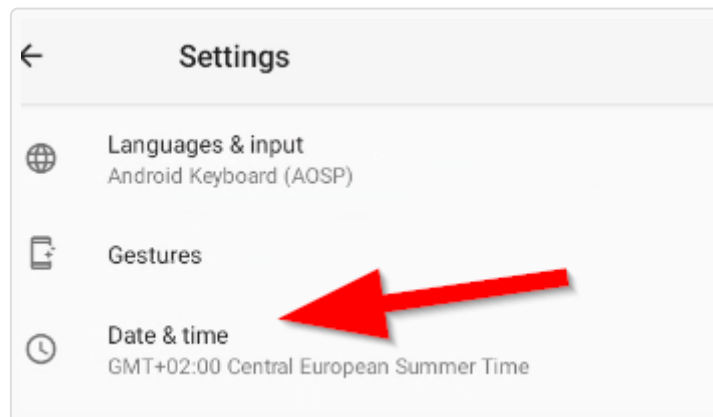 Settings
Languages & input
Android Keyboard (AOSP)
Gestures
Date & time
GMT+02:00 Central European Summer Time